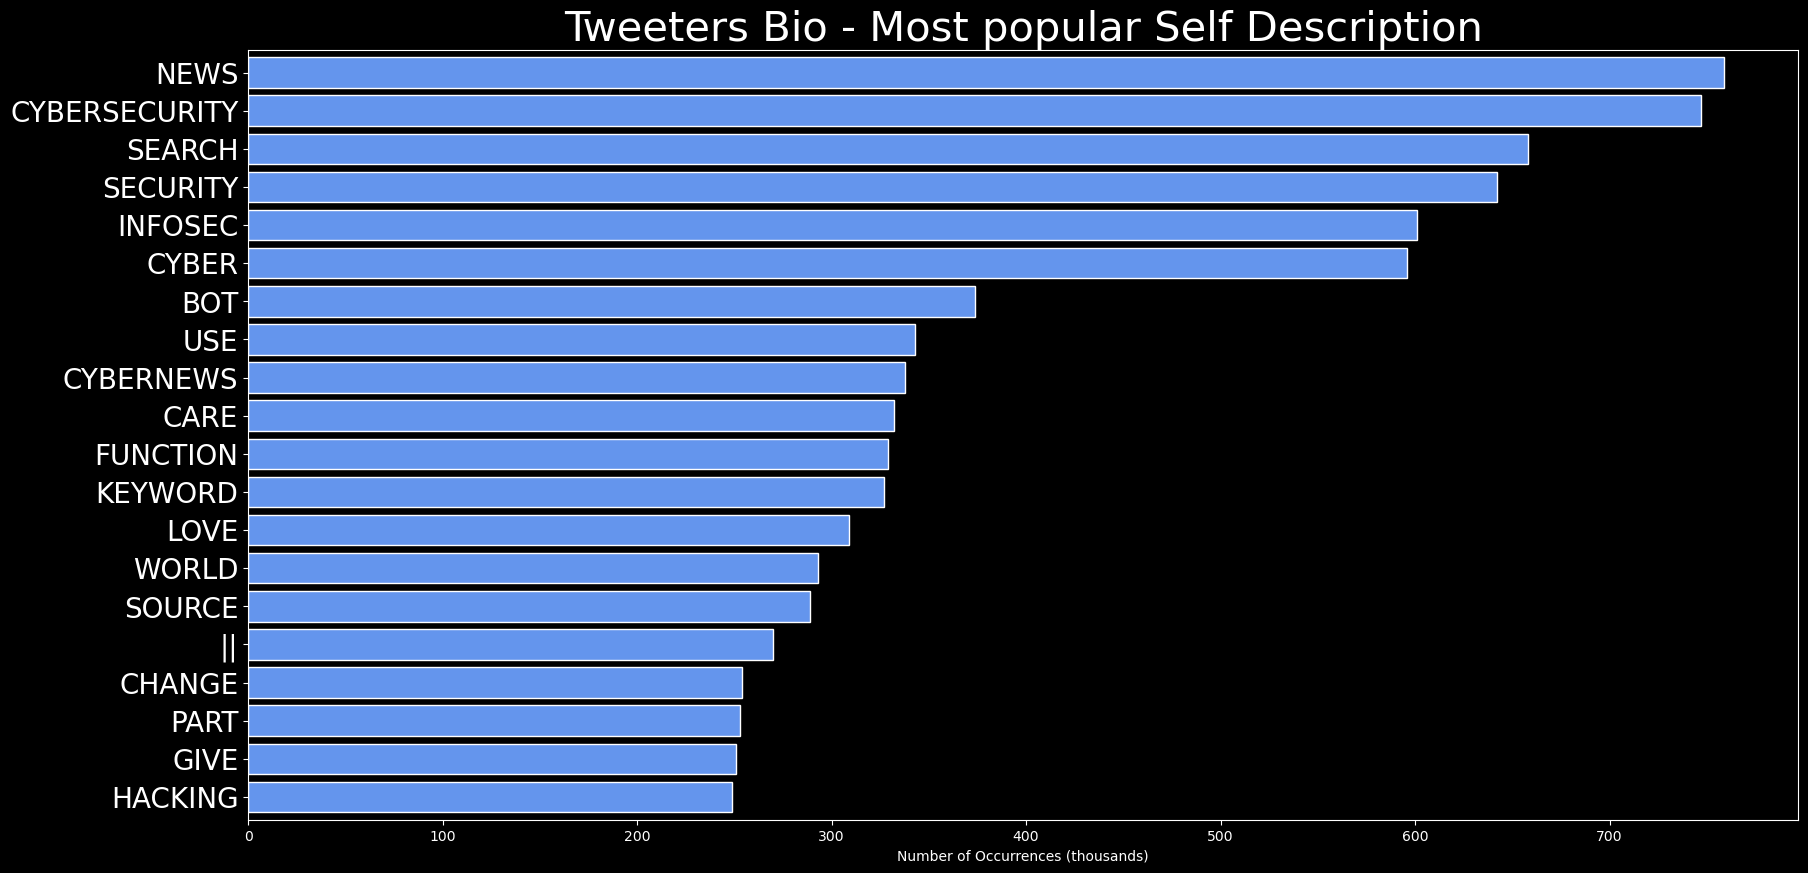 Tweeters Bio - Most popular Self Description
NEWS
CYBERSECURITY
SEARCH
SECURITY
INFOSEC
CYBER
BOT
USE
CYBERNEWS
CARE
FUNCTION
KEYWORD
LOVE
WORLD
SOURCE
||
CHANGE
PART
GIVE
HACKING
0 100 200 300 400 500 600 700
Number of Occurrences (thousands)